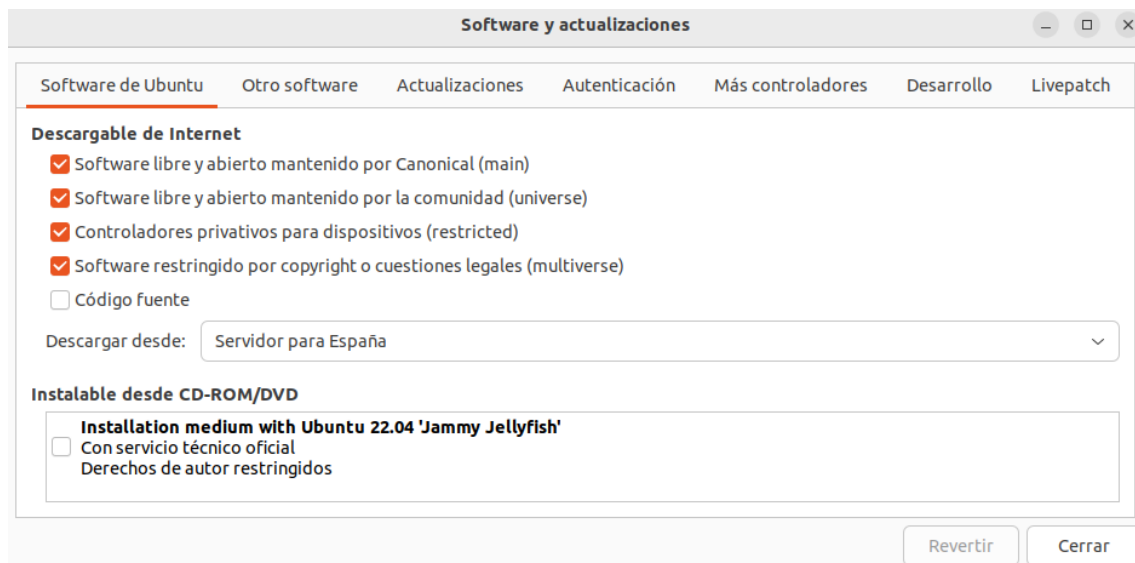 Software y actualizaciones
Software de Ubuntu Otro software Actualizaciones Autenticación Más controladores Desarrollo Livepatch
Descargable de Internet
Software libre y abierto mantenido por Canonical (main)
Software libre y abierto mantenido por la comunidad (universe)
Controladores privativos para dispositivos (restricted)
Software restringido por copyright o cuestiones legales (multiverse)
Código fuente
Descargar desde: Servidor para España
Instalable desde CD-ROM/DVD
Installation medium with Ubuntu 22.04 'Jammy Jellyfish'
Con servicio técnico oficial
Derechos de autor restringidos
Revertir Cerrar